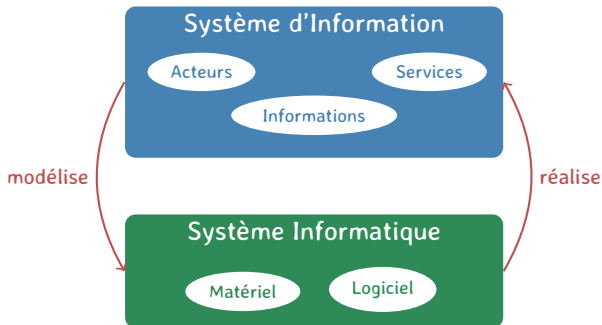 Système d'Information
Acteurs
Services
Informations
modélise
réalise
Système Informatique
Matériel
Logiciel